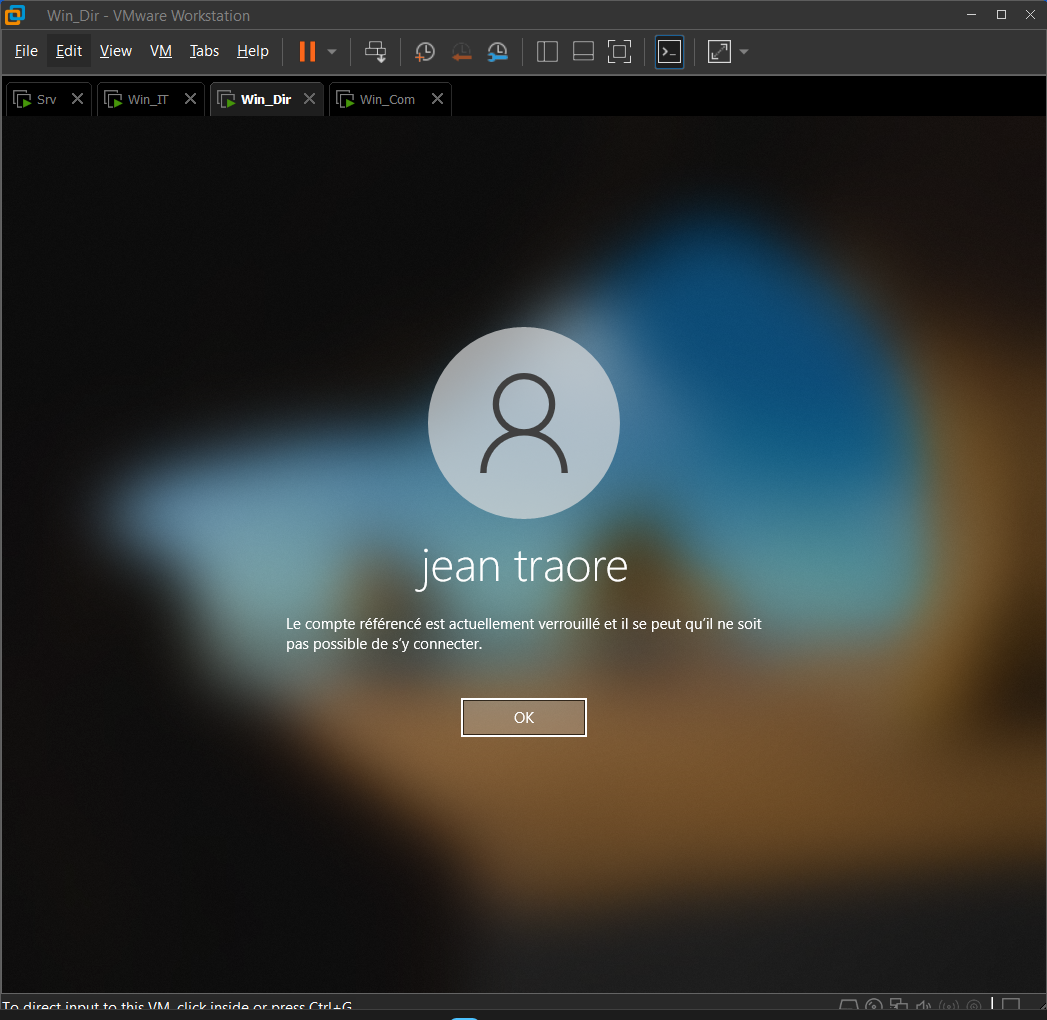 Win_Dir - VMware Workstation
File Edit View VM Tabs Help
Srv Win_IT Win_Dir Win_Com
jean traore
Le compte référencé est actuellement verrouillé et il se peut qu’il ne soit
pas possible de s’y connecter.
OK
To direct input to this VM, click inside or press Ctrl+G.